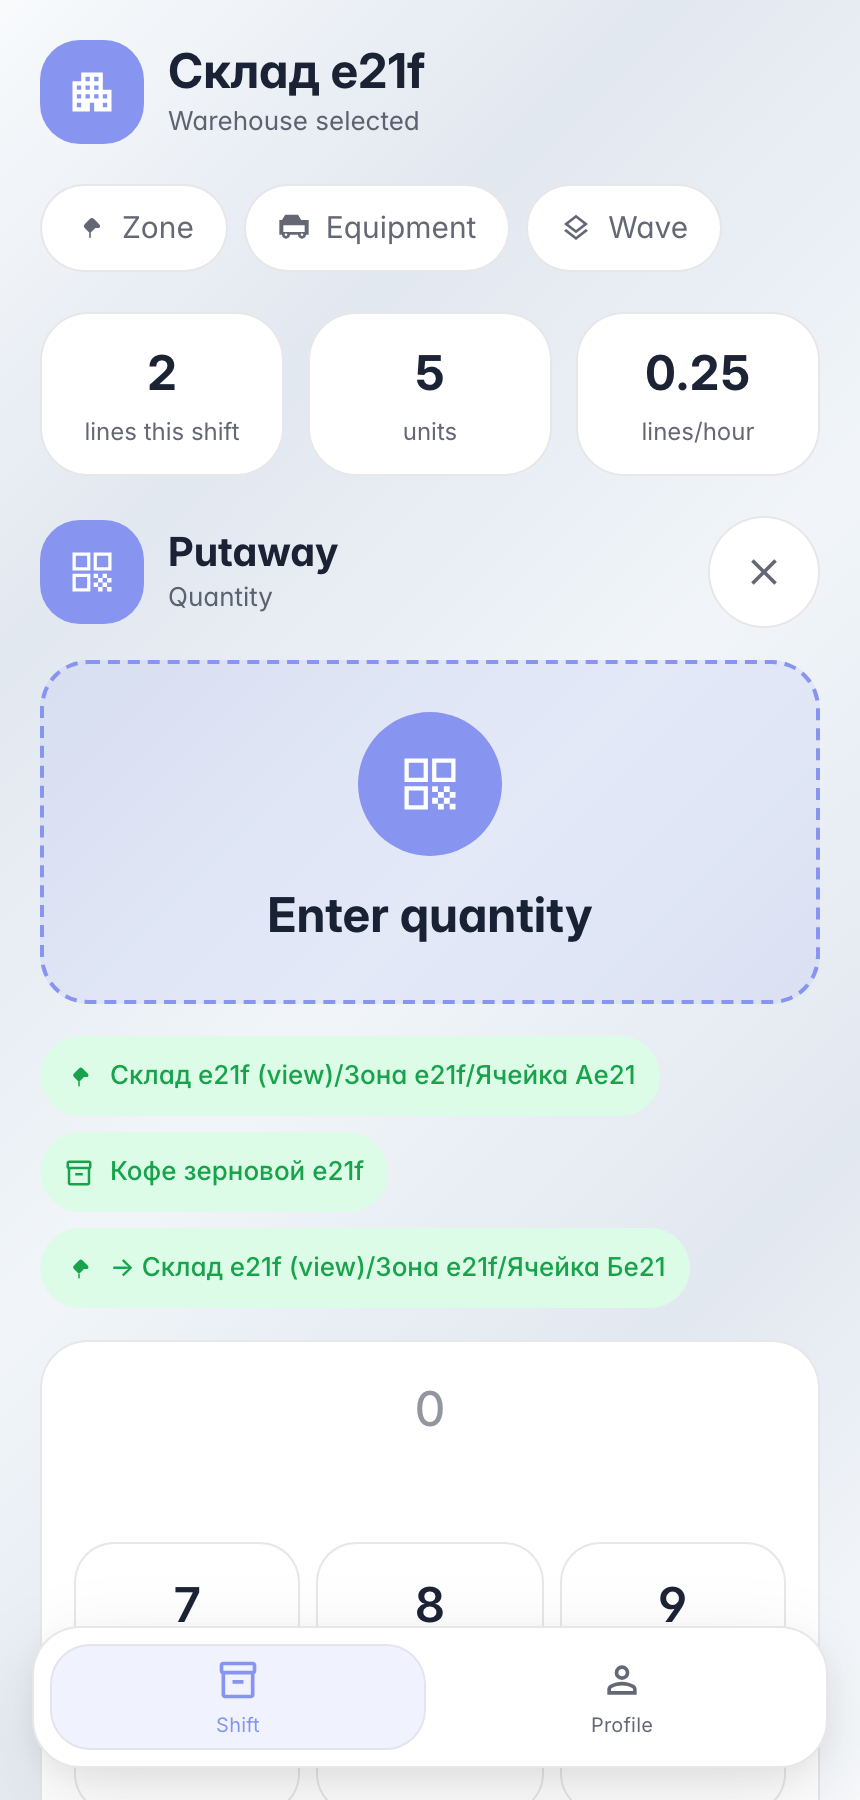 Склад e21f
Warehouse selected
Zone
Equipment
Wave
2
5
0.25
lines this shift
units
lines/hour
Putaway
Quantity
Enter quantity
Склад e21f (view)/Зона e21f/Ячейка Ae21
Кофе зерновой e21f
→ Склад e21f (view)/Зона e21f/Ячейка Бe21
0
7
8
9
Shift
Profile